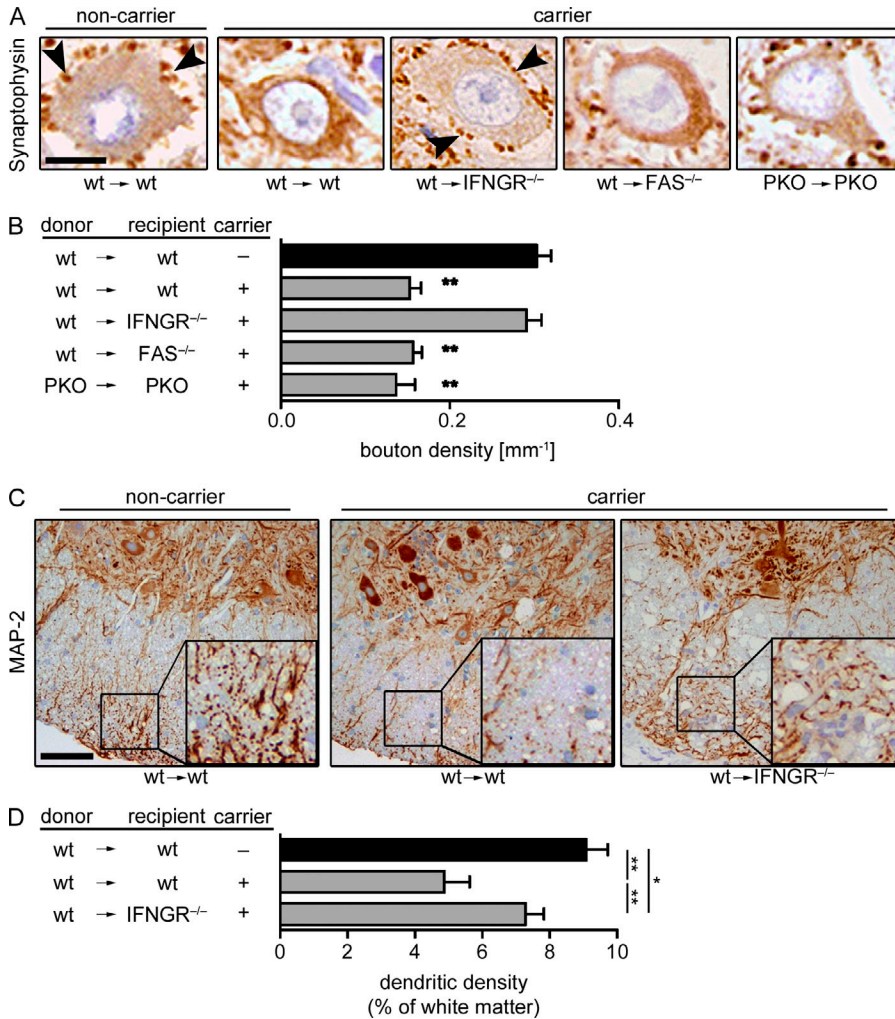 A
non-carrier carrier
Synaptophysin
wt → wt wt → wt wt → IFNGR–/– wt → FAS–/– PKO → PKO
B
donor recipient carrier
wt → wt –
wt → wt + **
wt → IFNGR–/– +
wt → FAS–/– + **
PKO → PKO + **
0.0 0.2 0.4
bouton density [mm-1]
C
non-carrier carrier
MAP-2
wt → wt wt → wt wt → IFNGR–/–
D
donor recipient carrier
wt → wt –
wt → wt +
wt → IFNGR–/– +
** ** *
0 2 4 6 8 10
dendritic density
(% of white matter)